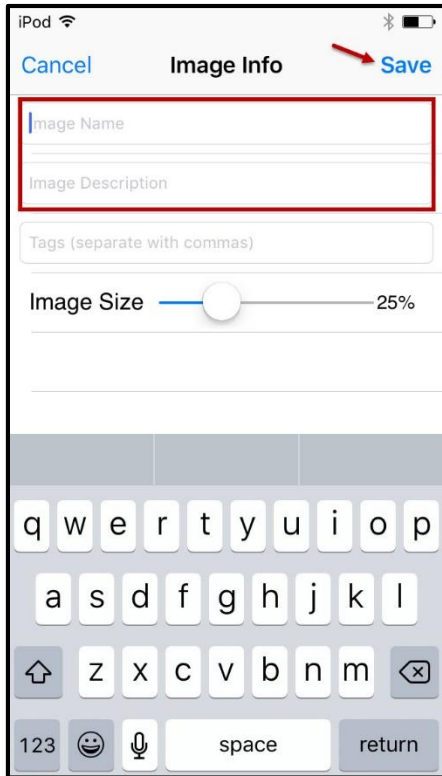 iPod
Cancel Image Info Save
Image Name
Image Description
Tags (separate with commas)
Image Size 25%
q w e r t y u i o p
a s d f g h j k l
z x c v b n m
123 space return